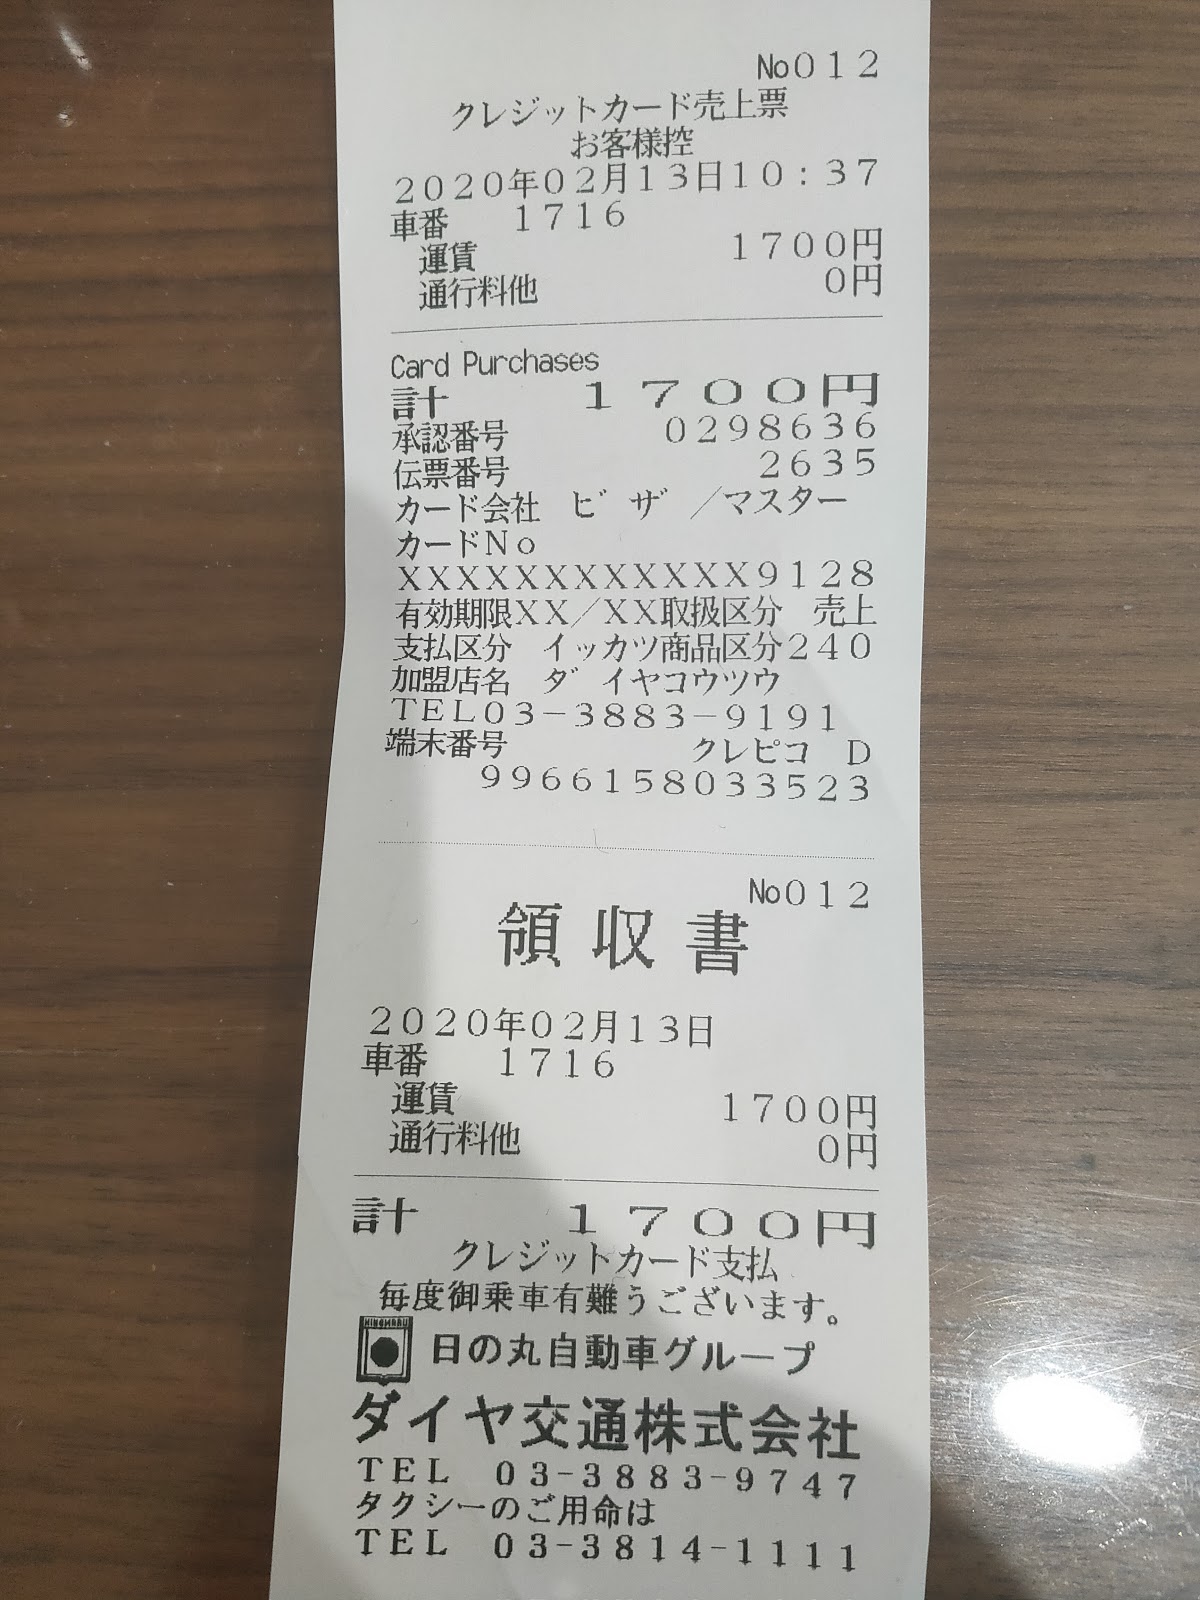 No012
クレジットカード売上票
お客様控
2020年02月13日10:37
車番 1716
運賃 1700円
通行料他 0円
Card Purchases
計 1700円
承認番号 0298636
伝票番号 2635
カード会社 ビザ/マスター
カードNo
XXXXXXXXXXXX9128
有効期限XX/XX取扱区分 売上
支払区分 イッカツ商品区分240
加盟店名 ダイヤコウツウ
TEL03-3883-9191
端末番号 クレピコ D
9966158033523
No012
領収書
2020年02月13日
車番 1716
運賃 1700円
通行料他 0円
計 1700円
クレジットカード支払
毎度御乗車有難うございます。
HINOMARU
日の丸自動車グループ
ダイヤ交通株式会社
TEL 03-3883-9747
タクシーのご用命は
TEL 03-3814-1111